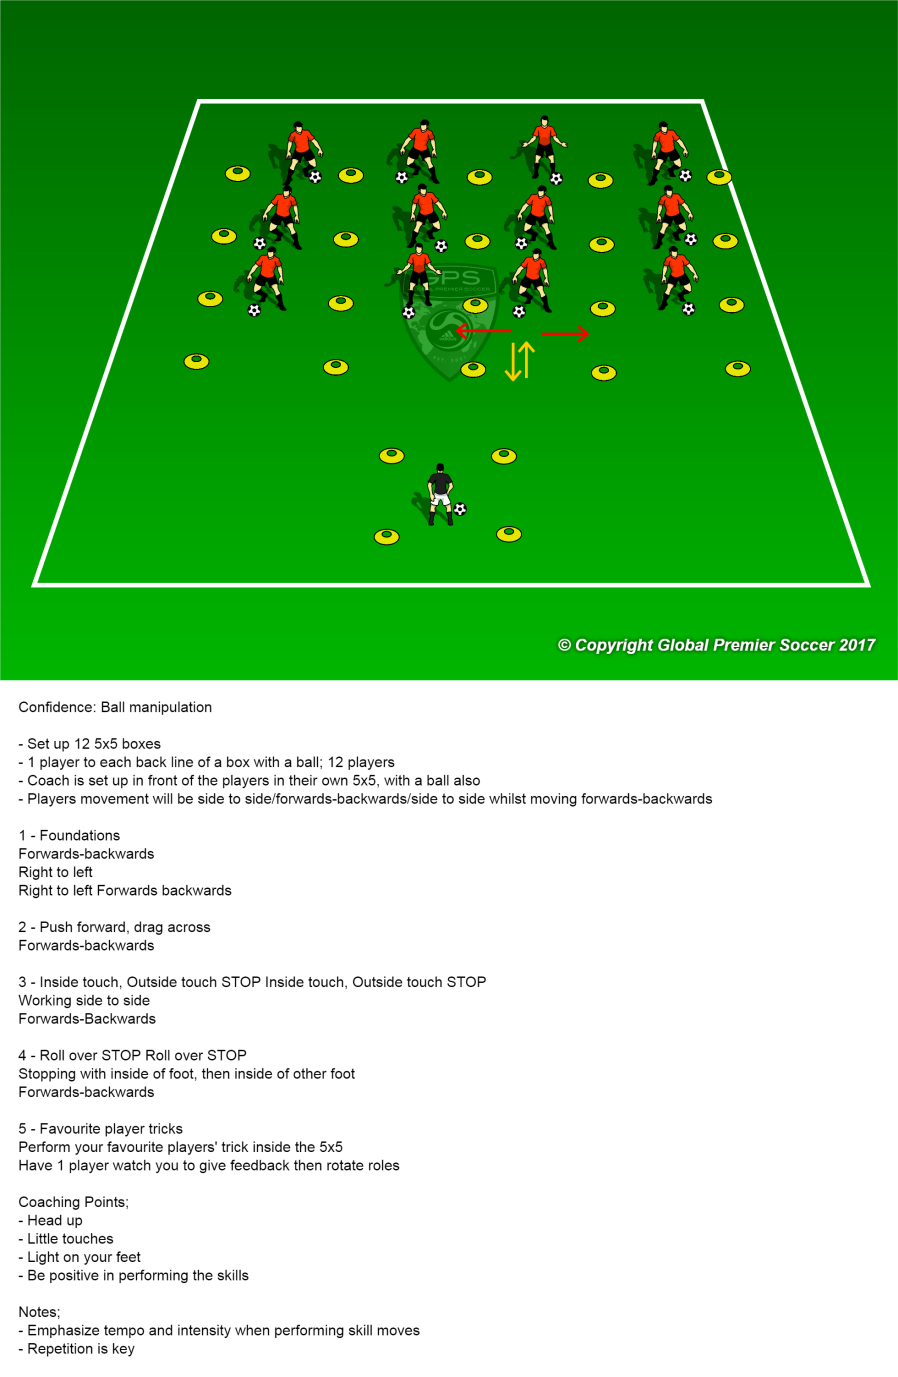 GPS
PREMIER SOCCER
© Copyright Global Premier Soccer 2017
Confidence: Ball manipulation
- Set up 12 5x5 boxes
- 1 player to each back line of a box with a ball; 12 players
- Coach is set up in front of the players in their own 5x5, with a ball also
- Players movement will be side to side/forwards-backwards/side to side whilst moving forwards-backwards
1 - Foundations
Forwards-backwards
Right to left
Right to left Forwards backwards
2 - Push forward, drag across
Forwards-backwards
3 - Inside touch, Outside touch STOP Inside touch, Outside touch STOP
Working side to side
Forwards-Backwards
4 - Roll over STOP Roll over STOP
Stopping with inside of foot, then inside of other foot
Forwards-backwards
5 - Favourite player tricks
Perform your favourite players' trick inside the 5x5
Have 1 player watch you to give feedback then rotate roles
Coaching Points;
- Head up
- Little touches
- Light on your feet
- Be positive in performing the skills
Notes;
- Emphasize tempo and intensity when performing skill moves
- Repetition is key